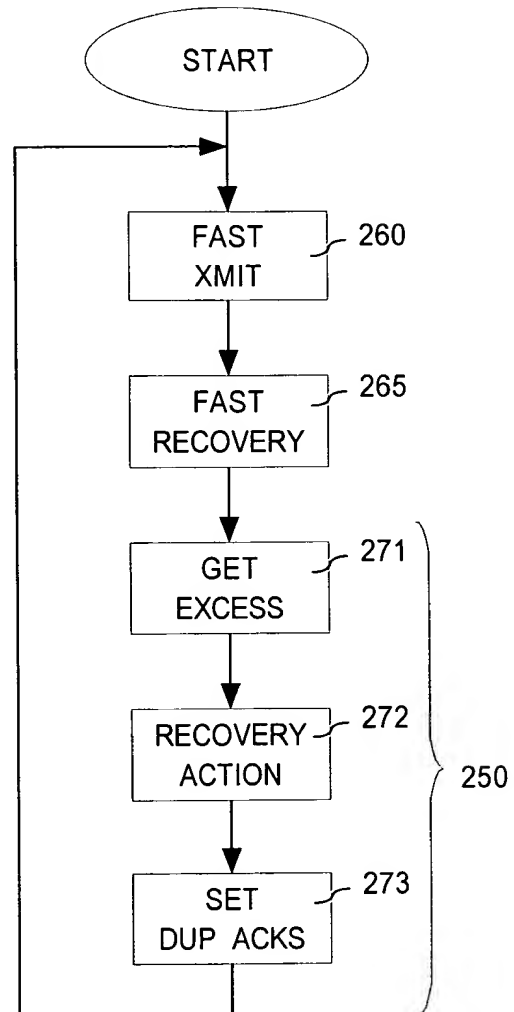 START
FAST
XMIT
260
FAST
RECOVERY
265
GET
EXCESS
271
RECOVERY
ACTION
272
250
SET
DUP ACKS
273